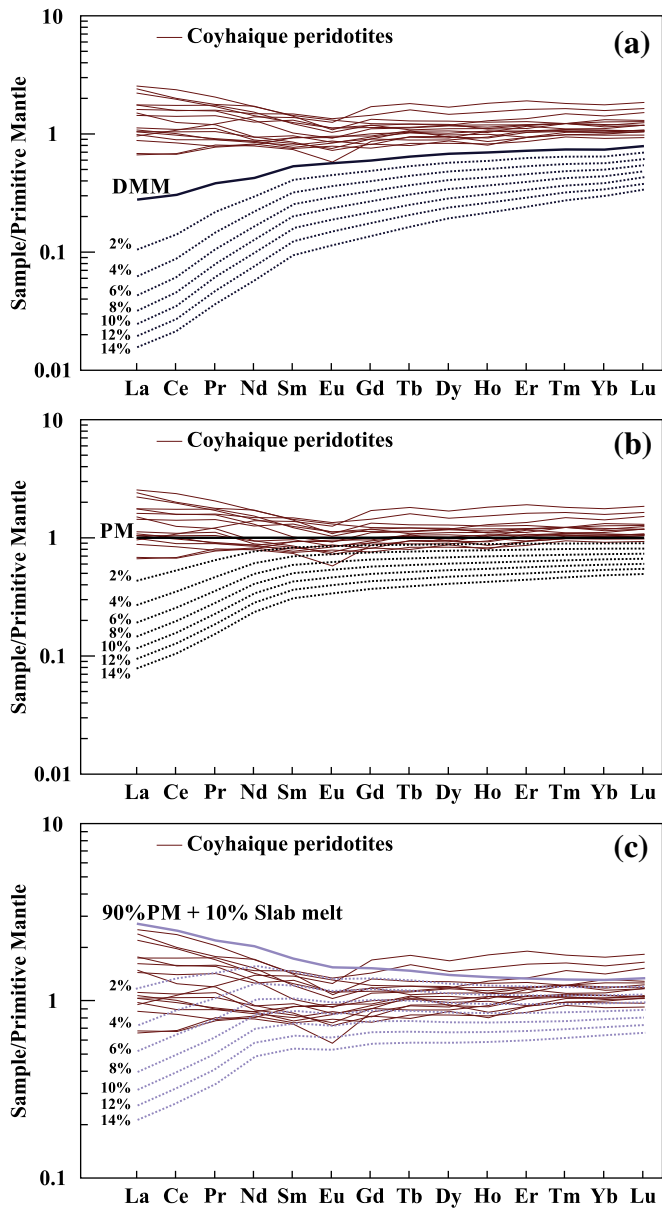 10
Coyhaique peridotites
(a)
1
DMM
Sample/Primitive Mantle
2%
4%
0.1
6%
8%
10%
12%
14%
0.01
La Ce Pr Nd Sm Eu Gd Tb Dy Ho Er Tm Yb Lu
10
Coyhaique peridotites
(b)
PM
1
Sample/Primitive Mantle
2%
4%
6%
8%
10%
0.1
12%
14%
0.01
La Ce Pr Nd Sm Eu Gd Tb Dy Ho Er Tm Yb Lu
10
Coyhaique peridotites
(c)
90%PM + 10% Slab melt
Sample/Primitive Mantle
2%
1
4%
6%
8%
10%
12%
14%
0.1
La Ce Pr Nd Sm Eu Gd Tb Dy Ho Er Tm Yb Lu